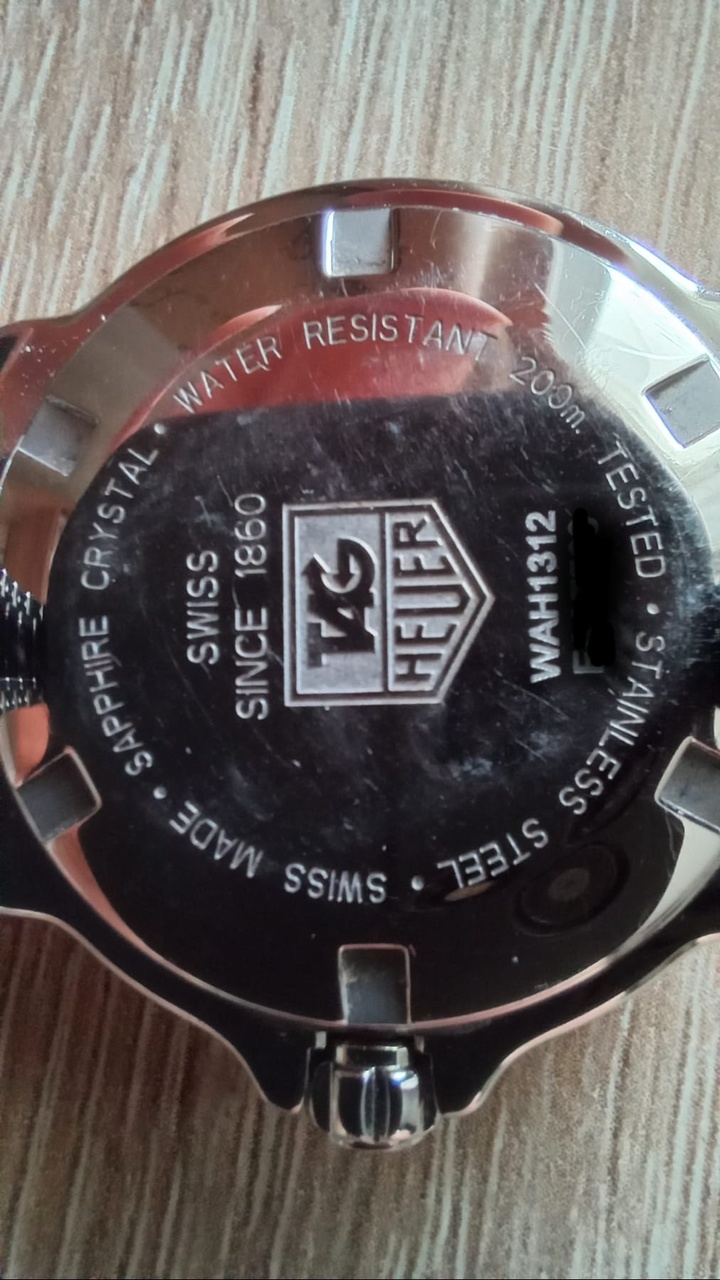 WATER RESISTANT 200m. TESTED • STAINLESS STEEL • SWISS MADE • SAPPHIRE CRYSTAL •
SWISS
SINCE 1860
TAG
HEUER
WAH1312